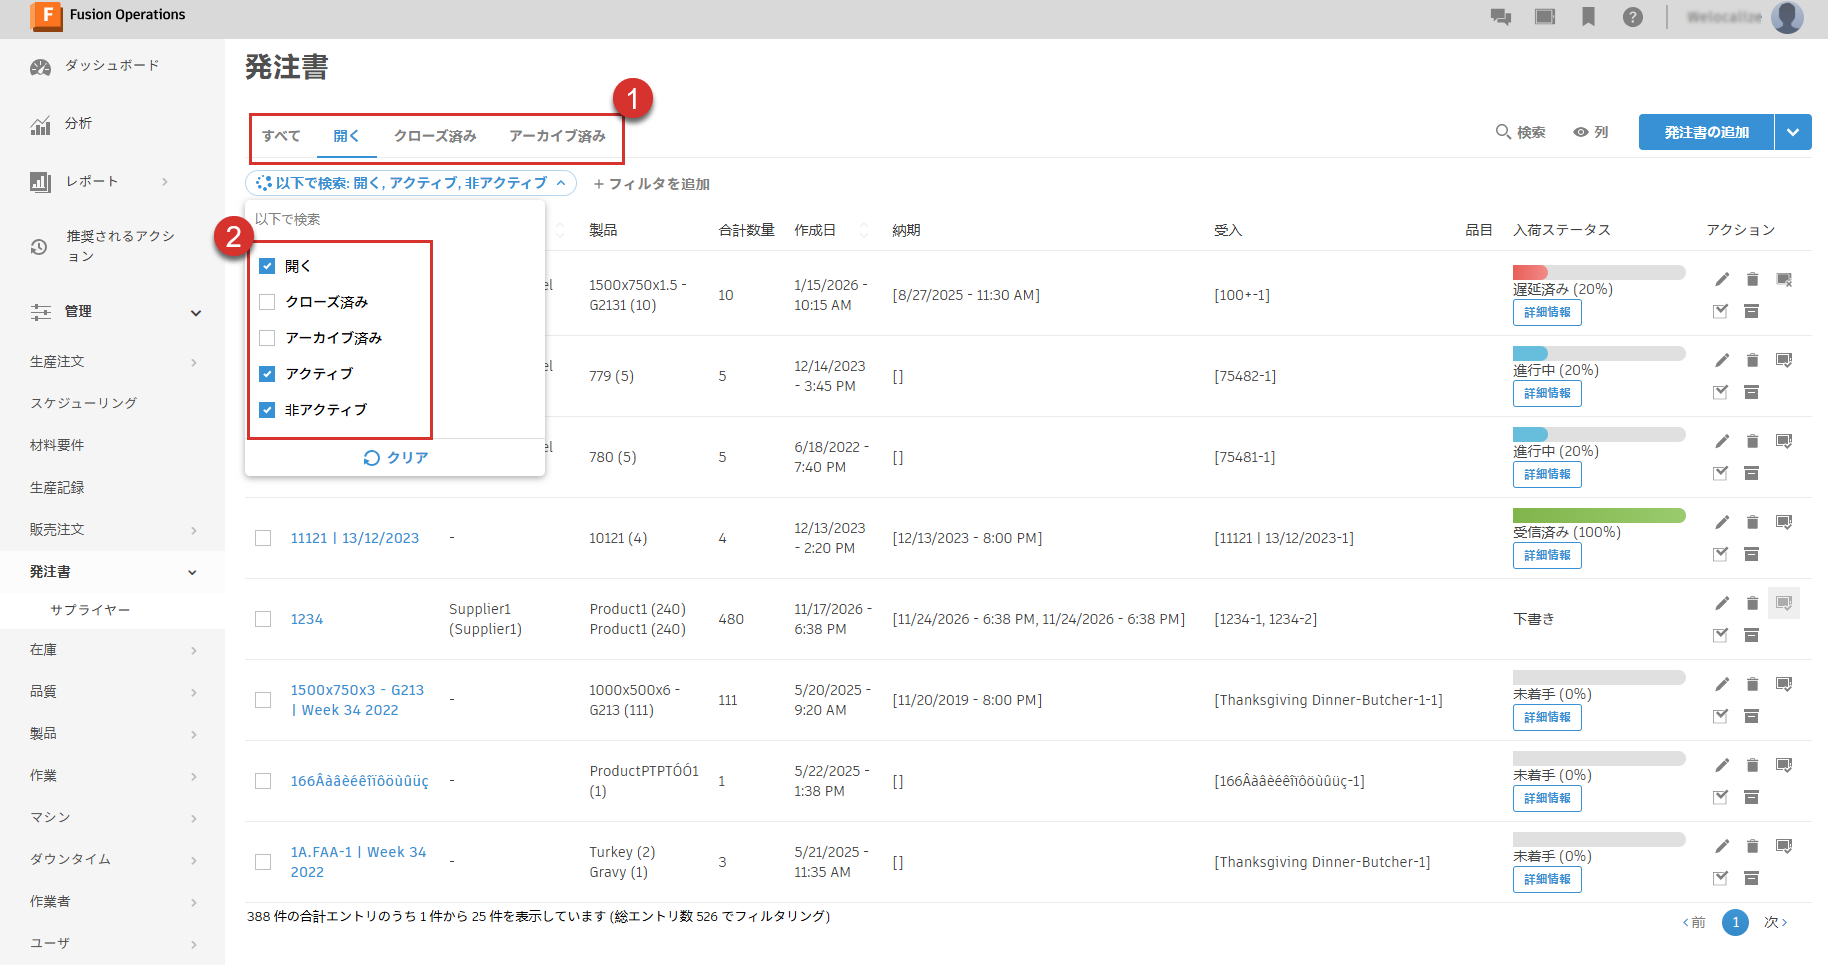 Fusion Operations
ダッシュボード
分析
レポート
推奨されるアクシ
ョン
管理
生産注文
スケジューリング
材料要件
生産記録
販売注文
発注書
サプライヤー
在庫
品質
製品
作業
マシン
ダウンタイム
作業者
ユーザ
発注書
1
すべて 開く クローズ済み アーカイブ済み
検索 列 発注書の追加
以下で検索: 開く, アクティブ, 非アクティブ + フィルタを追加
2
以下で検索
開く
クローズ済み
アーカイブ済み
アクティブ
非アクティブ
クリア
製品 合計数量 作成日 納期 受入 品目 入荷ステータス アクション
el 1500x750x1.5 -
G2131 (10) 10 1/15/2026 -
10:15 AM [8/27/2025 - 11:30 AM] [100+-1] 遅延済み (20%)
詳細情報
el 779 (5) 5 12/14/2023
- 3:45 PM [] [75482-1] 進行中 (20%)
詳細情報
el 780 (5) 5 6/18/2022 -
7:40 PM [] [75481-1] 進行中 (20%)
詳細情報
11121 | 13/12/2023 - 10121 (4) 4 12/13/2023
- 2:20 PM [12/13/2023 - 8:00 PM] [11121 | 13/12/2023-1] 受信済み (100%)
詳細情報
1234 Supplier1
(Supplier1) Product1 (240)
Product1 (240) 480 11/17/2026 -
6:38 PM [11/24/2026 - 6:38 PM, 11/24/2026 - 6:38 PM] [1234-1, 1234-2] 下書き
1500x750x3 - G213
| Week 34 2022 - 1000x500x6 -
G213 (111) 111 5/20/2025 -
9:20 AM [11/20/2019 - 8:00 PM] [Thanksgiving Dinner-Butcher-1-1] 未着手 (0%)
詳細情報
166Âàâèéêîïôöùûüç - ProductPTPTÓÓ1
(1) 1 5/22/2025 -
1:38 PM [] [166Âàâèéêîïôöùûüç-1] 未着手 (0%)
詳細情報
1A.FAA-1 | Week 34
2022 - Turkey (2)
Gravy (1) 3 5/21/2025 -
11:35 AM [] [Thanksgiving Dinner-Butcher-1] 未着手 (0%)
詳細情報
388 件の合計エントリのうち 1 件から 25 件を表示しています (総エントリ数 526 でフィルタリング)
前 1 次